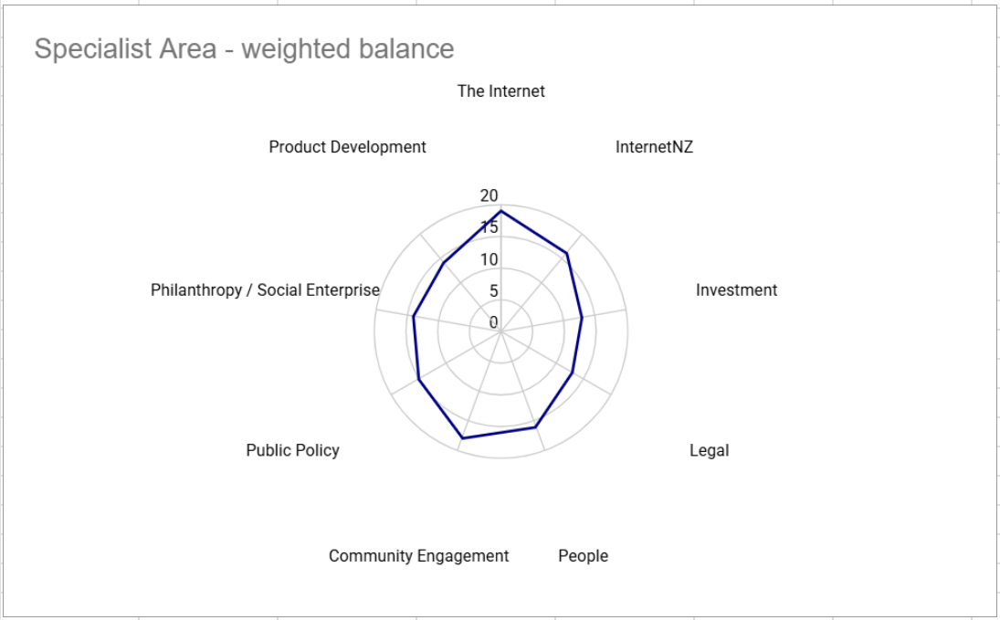 Specialist Area - weighted balance
The Internet
Product Development
InternetNZ
20
15
10
5
0
Philanthropy / Social Enterprise
Investment
Public Policy
Legal
Community Engagement
People